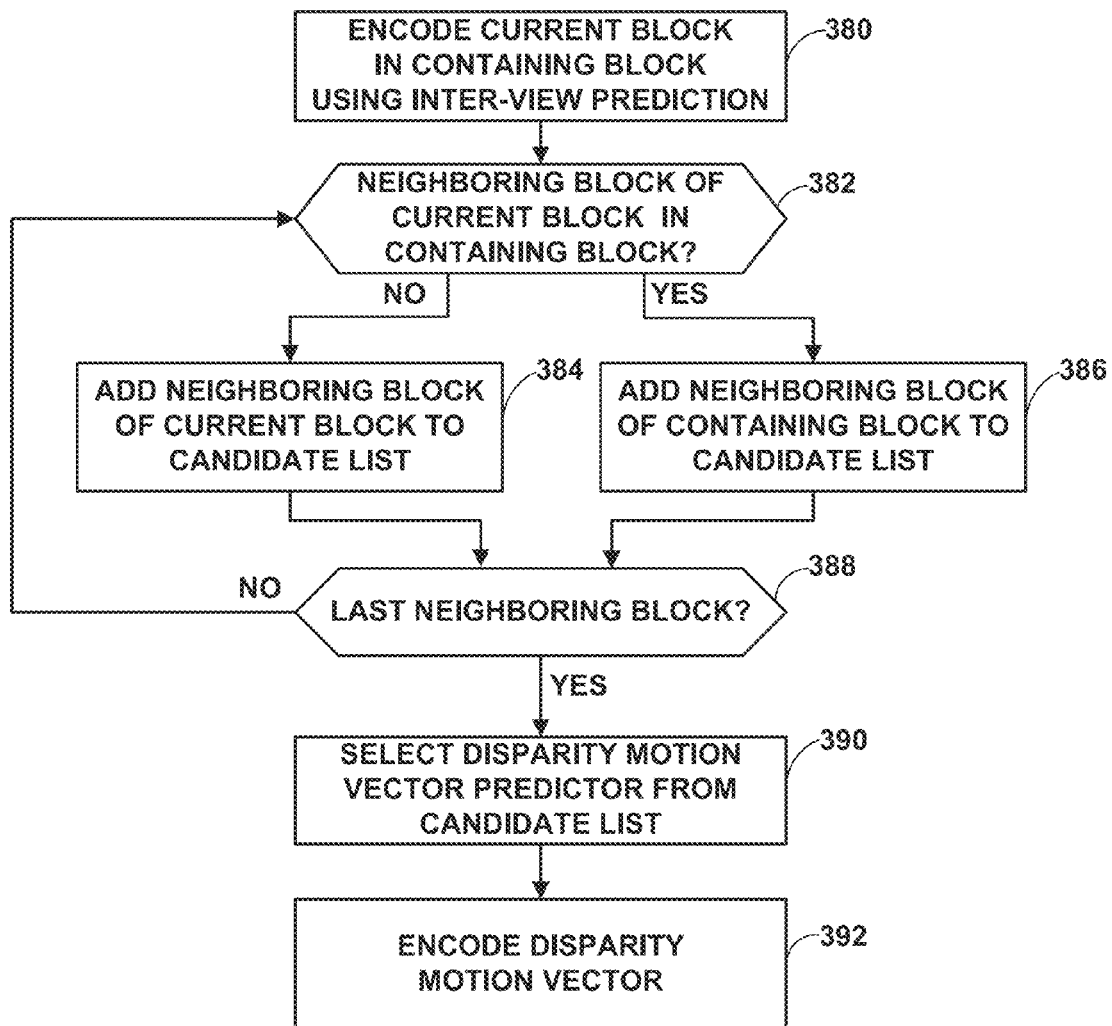 ENCODE CURRENT BLOCK
IN CONTAINING BLOCK
USING INTER-VIEW PREDICTION
380
NEIGHBORING BLOCK OF
CURRENT BLOCK IN
CONTAINING BLOCK?
382
NO
YES
ADD NEIGHBORING BLOCK
OF CURRENT BLOCK TO
CANDIDATE LIST
384
ADD NEIGHBORING BLOCK
OF CONTAINING BLOCK TO
CANDIDATE LIST
386
NO
LAST NEIGHBORING BLOCK?
388
YES
SELECT DISPARITY MOTION
VECTOR PREDICTOR FROM
CANDIDATE LIST
390
ENCODE DISPARITY
MOTION VECTOR
392